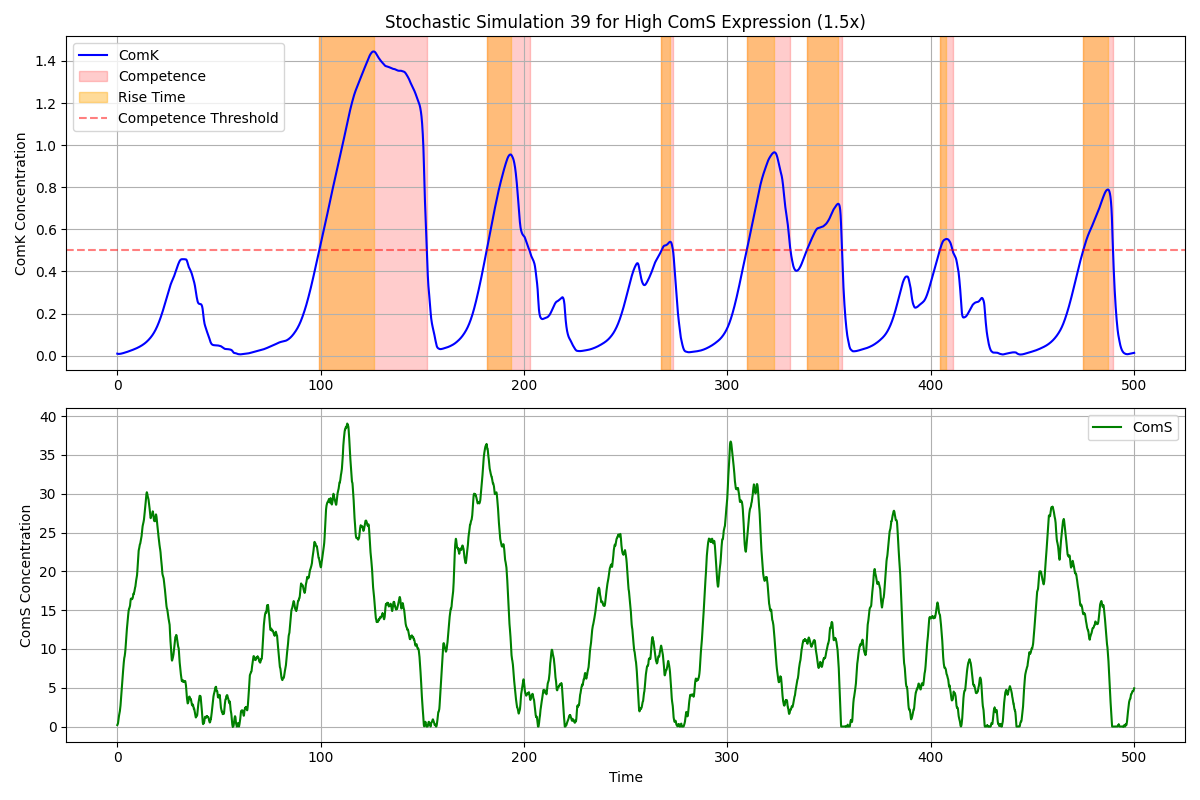 Stochastic Simulation 39 for High ComS Expression (1.5x)
ComK
Competence
Rise Time
Competence Threshold
ComK Concentration
1.4
1.2
1.0
0.8
0.6
0.4
0.2
0.0
0 100 200 300 400 500
ComS
ComS Concentration
40
35
30
25
20
15
10
5
0
0 100 200 300 400 500
Time